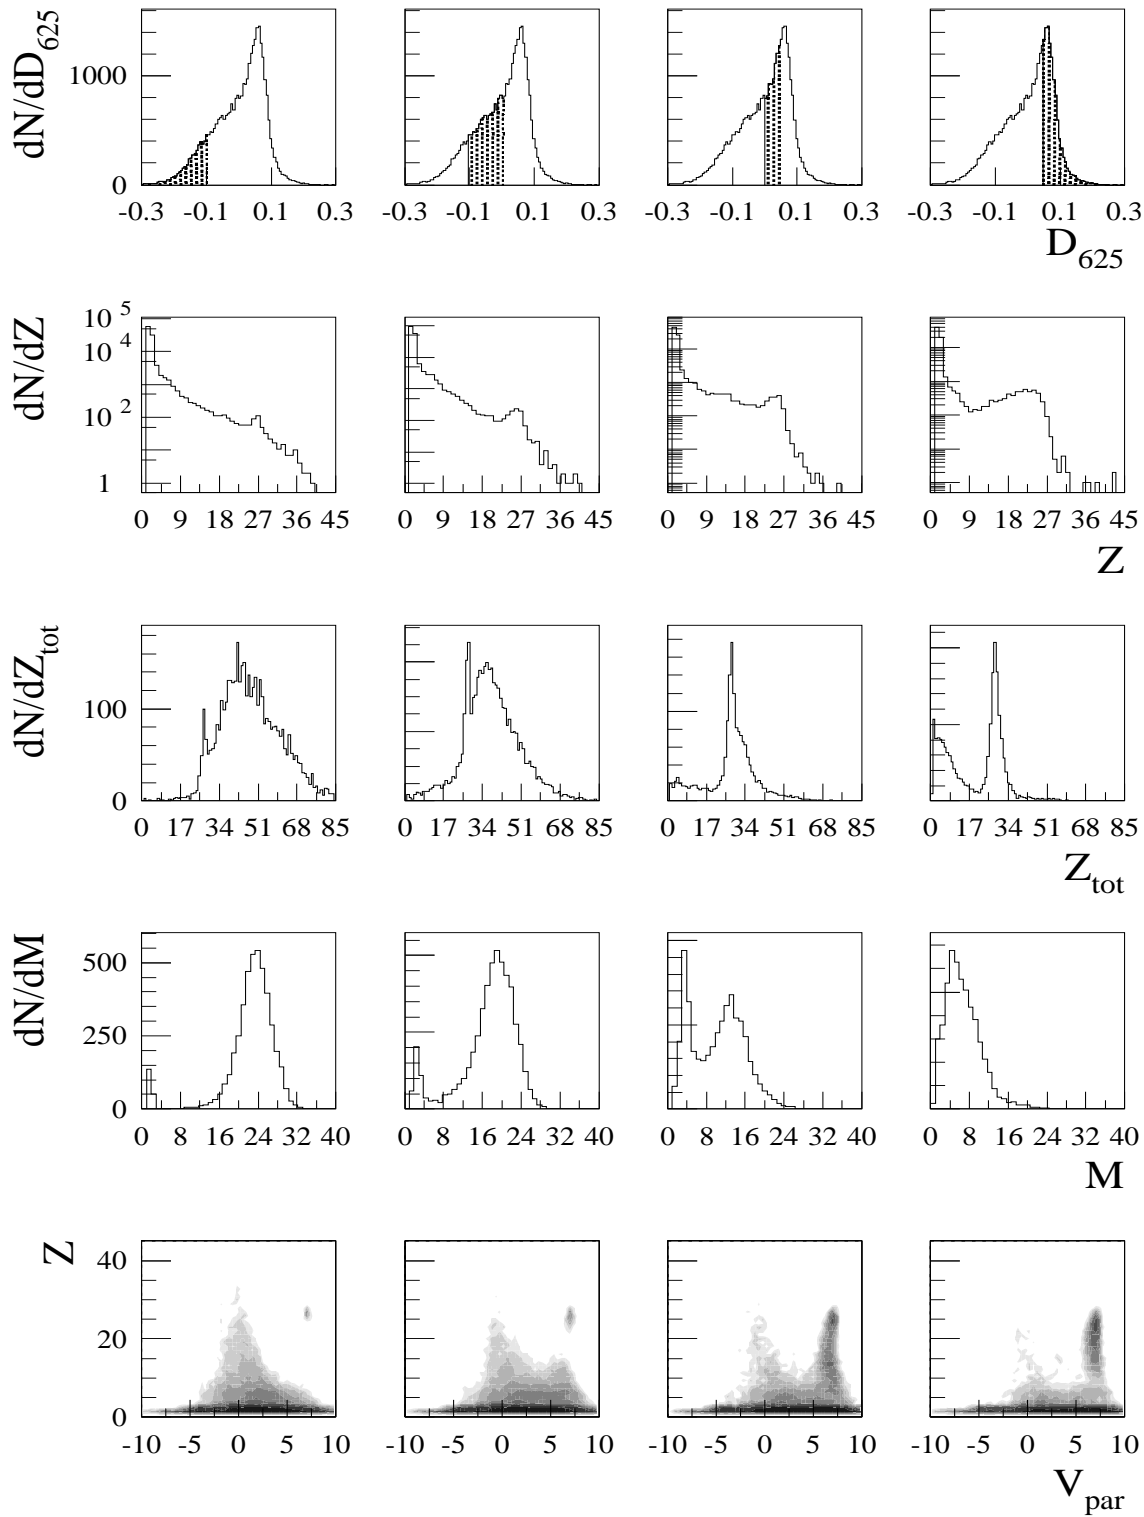 dN/dD625
1000
0
-0.3 -0.1 0.1 0.3 -0.3 -0.1 0.1 0.3 -0.3 -0.1 0.1 0.3 -0.3 -0.1 0.1 0.3
D625
dN/dZ
10 5
10 4
10 2
1
0 9 18 27 36 45 0 9 18 27 36 45 0 9 18 27 36 45 0 9 18 27 36 45
Z
dN/dZtot
100
0
0 17 34 51 68 85 0 17 34 51 68 85 0 17 34 51 68 85 0 17 34 51 68 85
Ztot
dN/dM
500
250
0
0 8 16 24 32 40 0 8 16 24 32 40 0 8 16 24 32 40 0 8 16 24 32 40
M
Z
40
20
0
-10 -5 0 5 10 -10 -5 0 5 10 -10 -5 0 5 10 -10 -5 0 5 10
Vpar